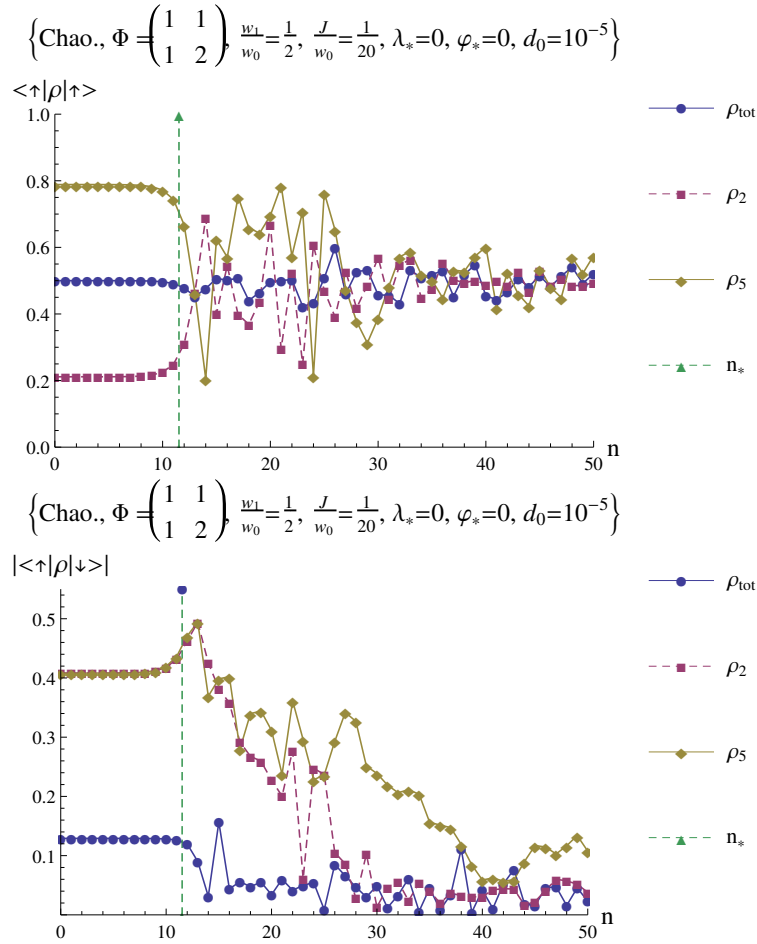 {Chao., Φ=(1 1
1 2), w₁/w₀=1/2, J/w₀=1/20, λ*=0, φ*=0, d₀=10⁻⁵}
<↑|ρ|↑>
1.0
0.8
0.6
0.4
0.2
0.0
0 10 20 30 40 50
n
ρtot
ρ₂
ρ₅
n*
{Chao., Φ=(1 1
1 2), w₁/w₀=1/2, J/w₀=1/20, λ*=0, φ*=0, d₀=10⁻⁵}
|<↑|ρ|↓>|
0.5
0.4
0.3
0.2
0.1
0 10 20 30 40 50
n
ρtot
ρ₂
ρ₅
n*